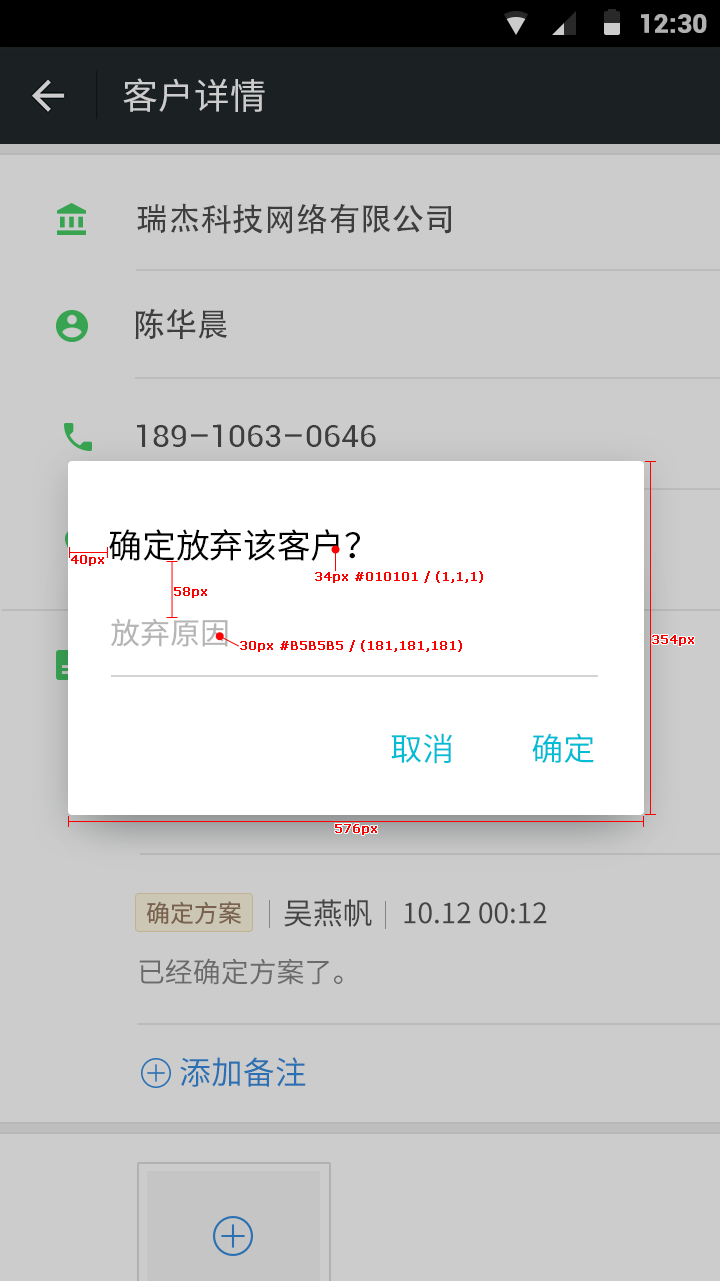 12:30
客户详情
瑞杰科技网络有限公司
陈华晨
189-1063-0646
确定放弃该客户？
40px
34px #010101 / (1,1,1)
58px
放弃原因
30px #B5B5B5 / (181,181,181)
354px
取消 确定
576px
确定方案 吴燕帆 10.12 00:12
已经确定方案了。
添加备注